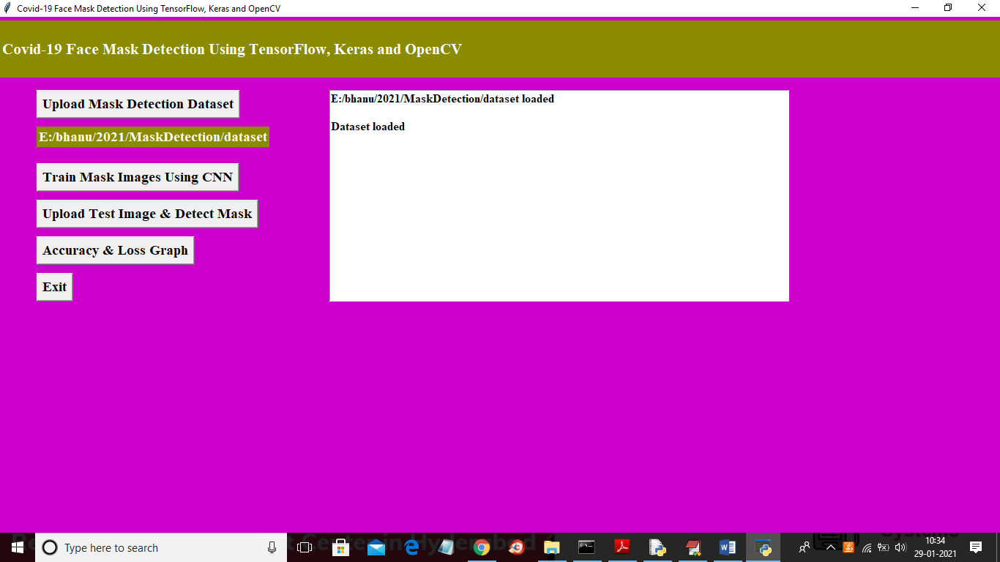 Covid-19 Face Mask Detection Using TensorFlow, Keras and OpenCV
Covid-19 Face Mask Detection Using TensorFlow, Keras and OpenCV
Upload Mask Detection Dataset
E:/bhanu/2021/MaskDetection/dataset
Train Mask Images Using CNN
Upload Test Image & Detect Mask
Accuracy & Loss Graph
Exit
E:/bhanu/2021/MaskDetection/dataset loaded
Dataset loaded
Type here to search
10:34
29-01-2021